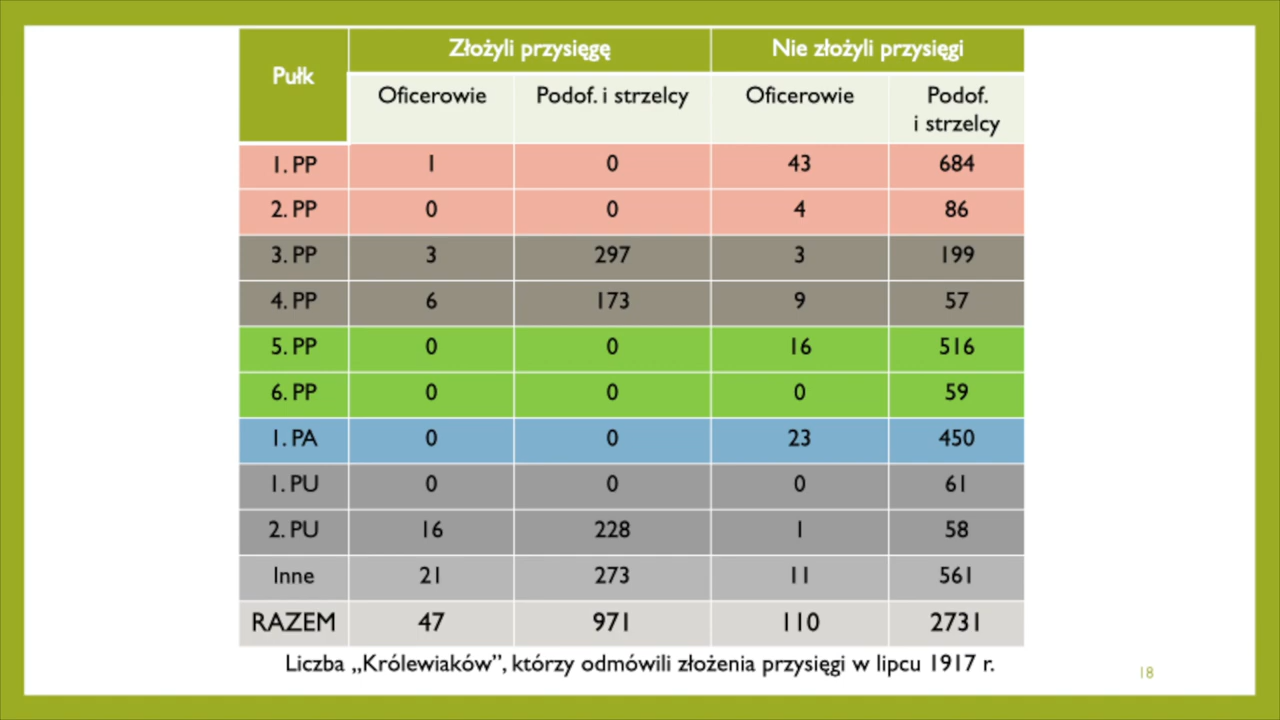 Pułk Złożyli przysięgę Nie złożyli przysięgi
Oficerowie Podof. i strzelcy Oficerowie Podof.
i strzelcy
1. PP 1 0 43 684
2. PP 0 0 4 86
3. PP 3 297 3 199
4. PP 6 173 9 57
5. PP 0 0 16 516
6. PP 0 0 0 59
1. PA 0 0 23 450
1. PU 0 0 0 61
2. PU 16 228 1 58
Inne 21 273 11 561
RAZEM 47 971 110 2731
Liczba „Królewiaków”, którzy odmówili złożenia przysięgi w lipcu 1917 r.
18